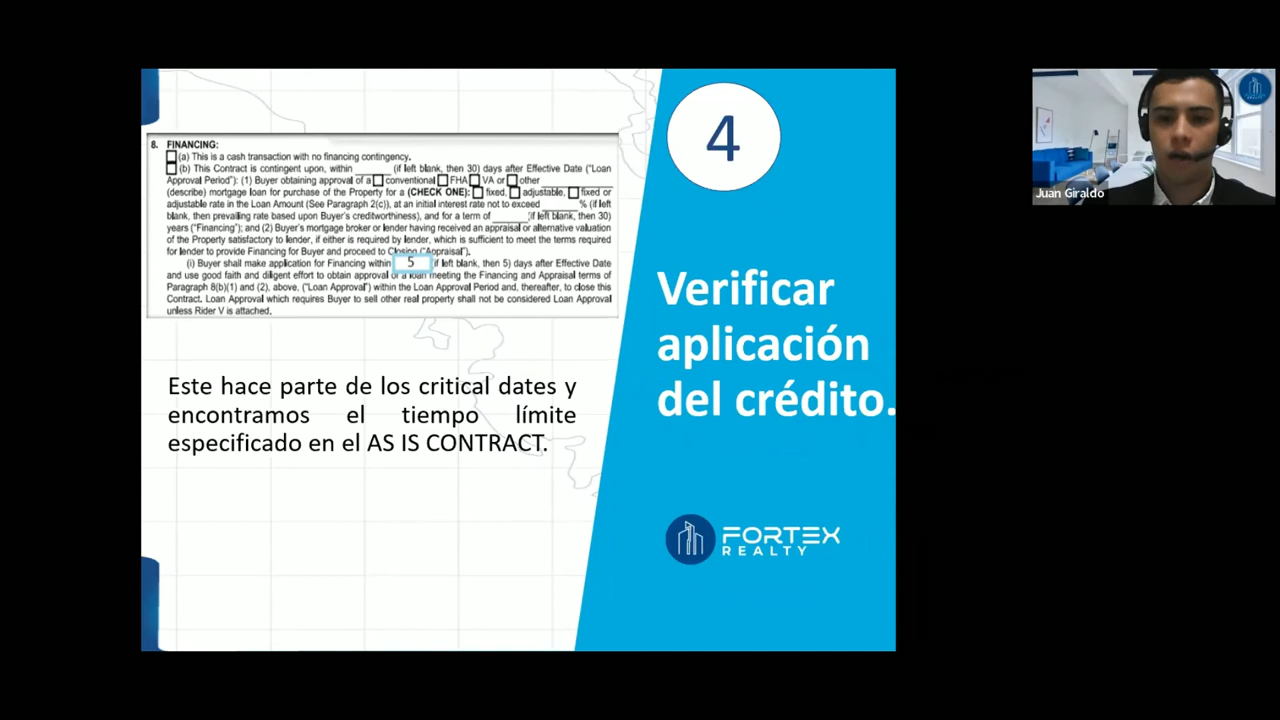 8. FINANCING:
(a) This is a cash transaction with no financing contingency.
(b) This Contract is contingent upon, within ______ (if left blank, then 30) days after Effective Date ("Loan
Approval Period"): (1) Buyer obtaining approval of a conventional FHA VA or other ______
(describe) mortgage loan for purchase of the Property for a (CHECK ONE): fixed, adjustable, fixed or
adjustable rate in the Loan Amount (See Paragraph 2(c)), at an initial interest rate not to exceed ______ % (if left
blank, then prevailing rate based upon Buyer's creditworthiness), and for a term of ______ (if left blank, then 30)
years ("Financing"); and (2) Buyer's mortgage broker or lender having received an appraisal or alternative valuation
of the Property satisfactory to lender, if either is required by lender, which is sufficient to meet the terms required
for lender to provide Financing for Buyer and proceed to Closing ("Appraisal").
(i) Buyer shall make application for Financing within 5 (if left blank, then 5) days after Effective Date
and use good faith and diligent effort to obtain approval of a loan meeting the Financing and Appraisal terms of
Paragraph 8(b)(1) and (2), above, ("Loan Approval") within the Loan Approval Period and, thereafter, to close this
Contract. Loan Approval which requires Buyer to sell other real property shall not be considered Loan Approval
unless Rider V is attached.
Este hace parte de los critical dates y
encontramos el tiempo límite
especificado en el AS IS CONTRACT.
4
Verificar
aplicación
del crédito.
FORTEX
REALTY
Juan Giraldo